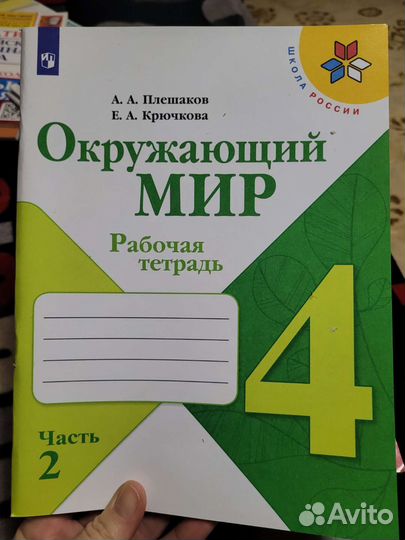 А. А. Плешаков
Е. А. Крючкова
ШКОЛА РОССИИ
Окружающий
МИР
Рабочая
тетрадь
4
Часть
2
Avito